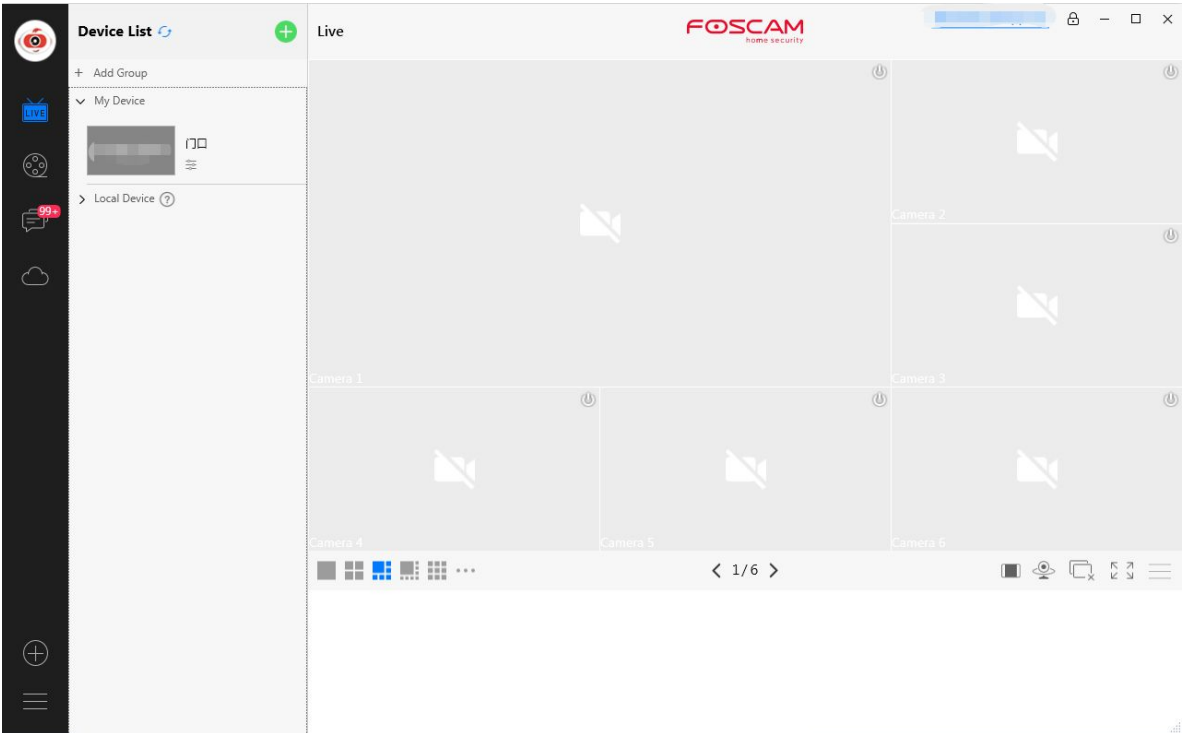 Device List
Live
FOSCAM
home security
+ Add Group
My Device
LIVE
门口
99+
Local Device ?
Camera 1
Camera 2
Camera 3
Camera 4
Camera 5
Camera 6
1/6